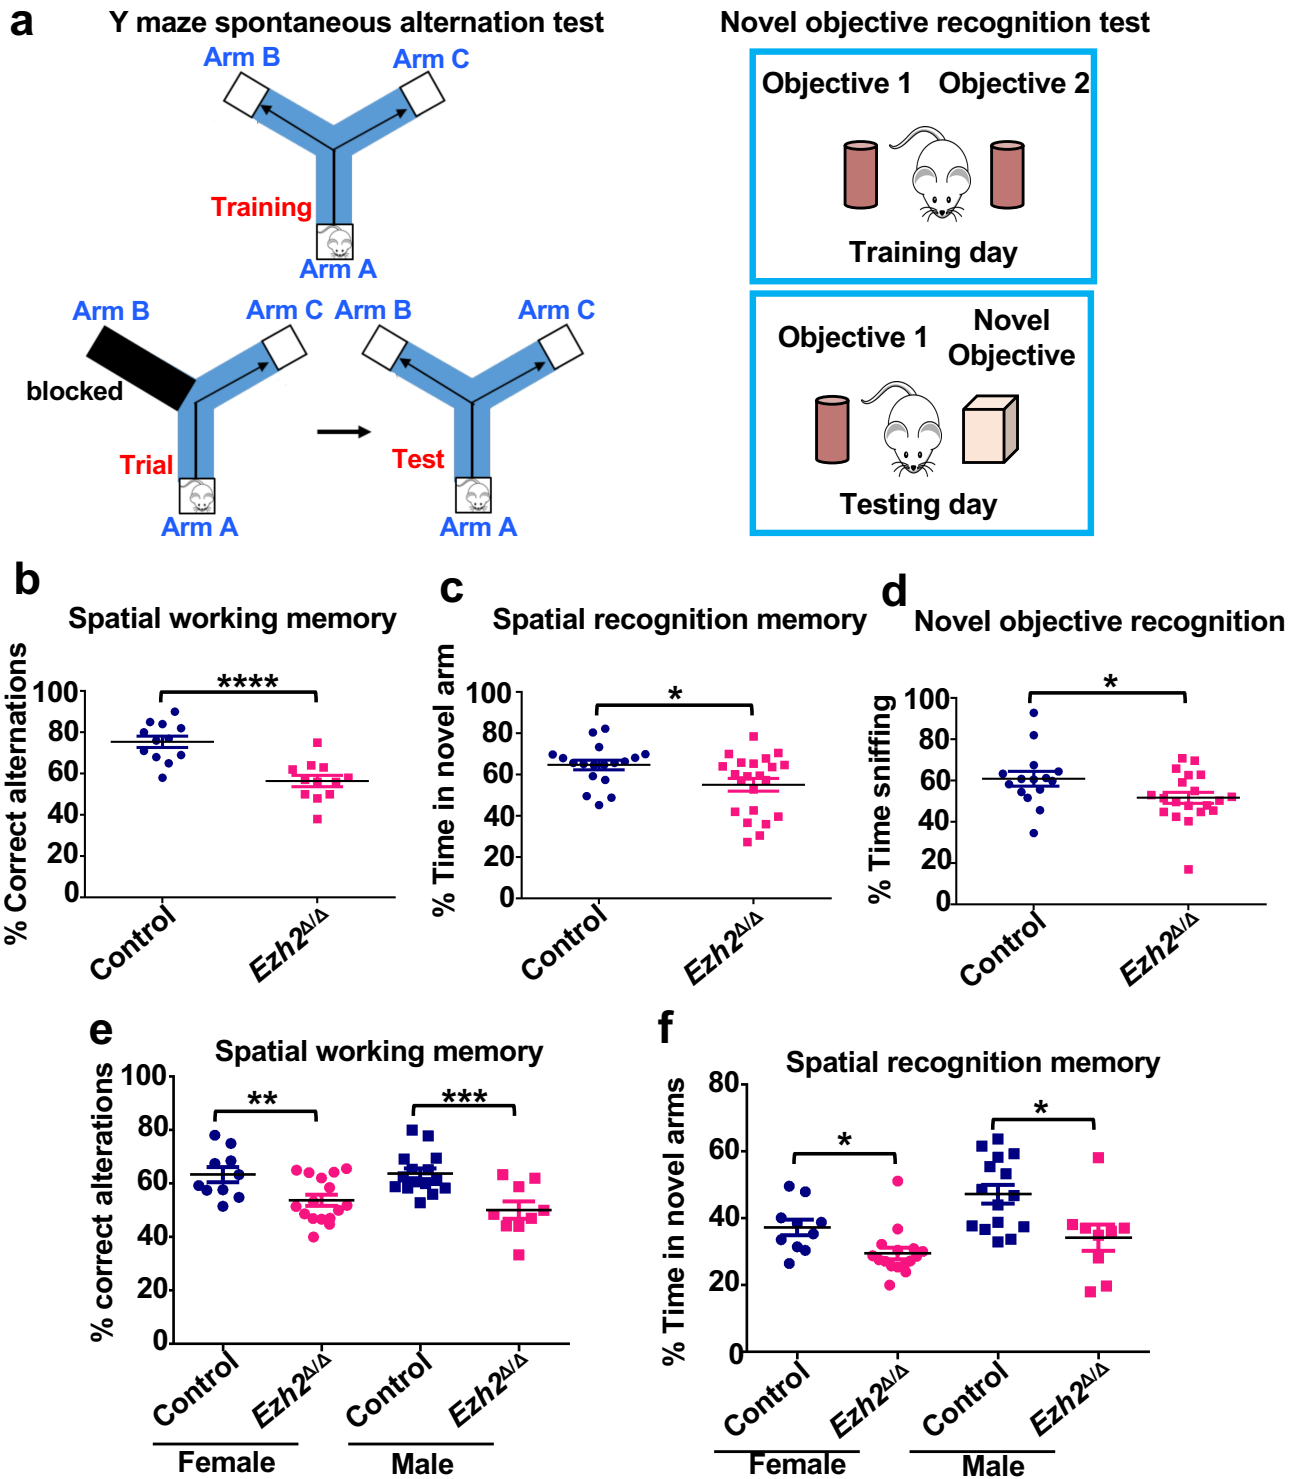 a
Y maze spontaneous alternation test
Arm B
Arm C
Training
Arm A
Arm B
blocked
Arm C
Trial
Arm A
Arm B
Arm C
Test
Arm A
Novel objective recognition test
Objective 1 Objective 2
Training day
Objective 1
Novel
Objective
Testing day
b
Spatial working memory
% Correct alternations
100
80
60
40
20
0
****
Control
Ezh2Δ/Δ
c
Spatial recognition memory
% Time in novel arm
100
80
60
40
20
0
*
Control
Ezh2Δ/Δ
d
Novel objective recognition
% Time sniffing
100
80
60
40
20
0
*
Control
Ezh2Δ/Δ
e
Spatial working memory
% correct alterations
100
80
60
40
20
0
**
***
Control
Ezh2Δ/Δ
Control
Ezh2Δ/Δ
Female
Male
f
Spatial recognition memory
% Time in novel arms
80
60
40
20
0
*
*
Control
Ezh2Δ/Δ
Control
Ezh2Δ/Δ
Female
Male